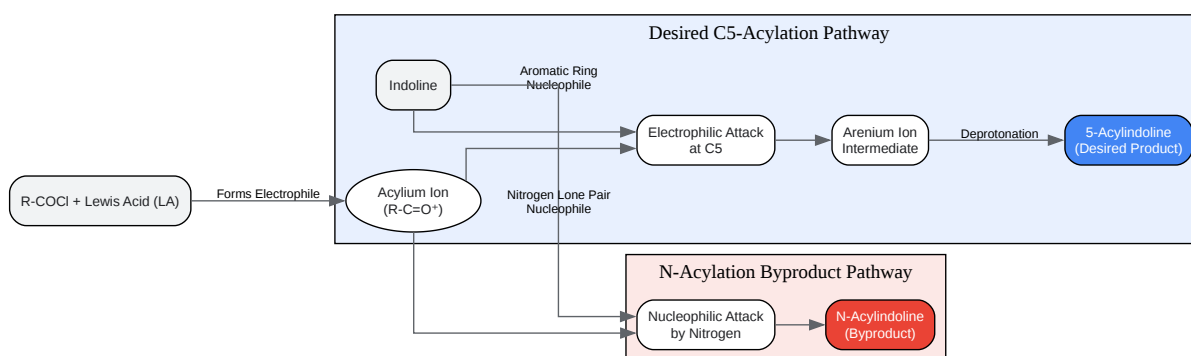 Desired C5-Acylation Pathway
Indoline
Aromatic Ring
Nucleophile
Electrophilic Attack
at C5
Arenium Ion
Intermediate
Deprotonation
5-Acylindoline
(Desired Product)
R-COCl + Lewis Acid (LA)
Forms Electrophile
Acylium Ion
(R-C=O⁺)
Nitrogen Lone Pair
Nucleophile
N-Acylation Byproduct Pathway
Nucleophilic Attack
by Nitrogen
N-Acylindoline
(Byproduct)